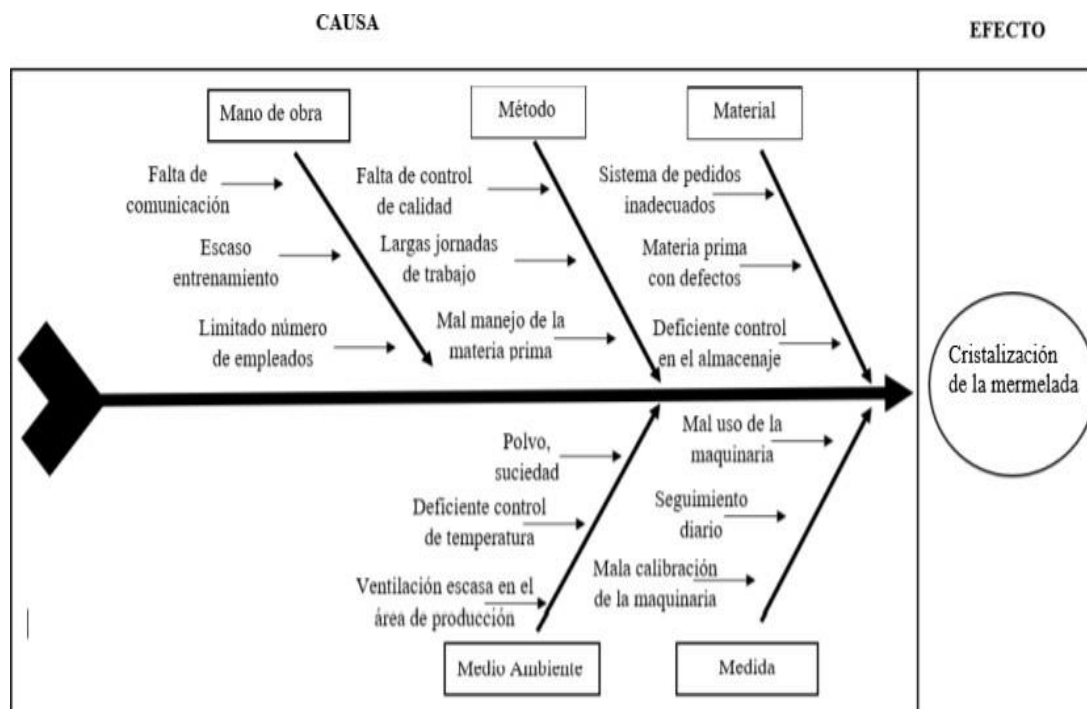 CAUSA
EFECTO
Mano de obra
Método
Material
Falta de
comunicación
Escaso
entrenamiento
Limitado número
de empleados
Falta de control
de calidad
Largas jornadas
de trabajo
Mal manejo de la
materia prima
Sistema de pedidos
inadecuados
Materia prima
con defectos
Deficiente control
en el almacenaje
Cristalización
de la mermelada
Polvo,
suciedad
Deficiente control
de temperatura
Ventilación escasa en el
área de producción
Mal uso de la
maquinaria
Seguimiento
diario
Mala calibración
de la maquinaria
Medio Ambiente
Medida